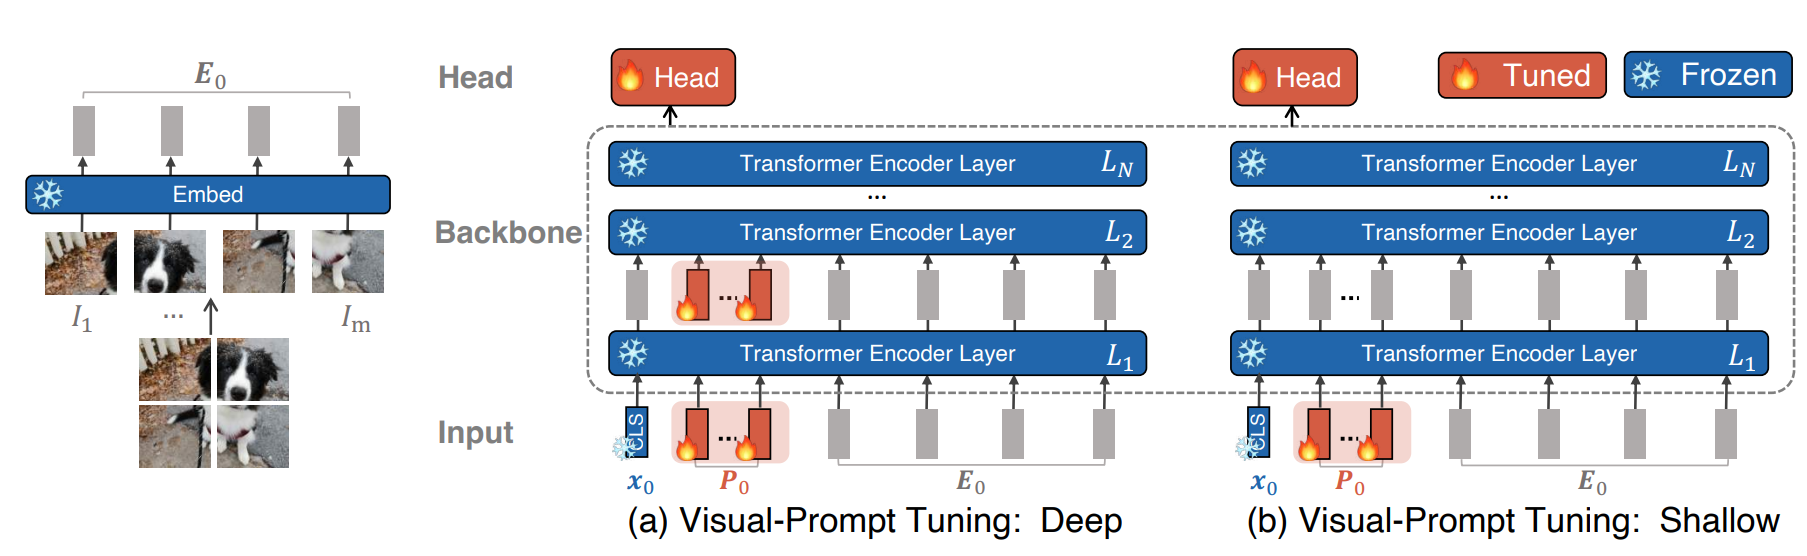 E0
Embed
I1
...
Im
Head
Backbone
Input
Head
Transformer Encoder Layer LN
...
Transformer Encoder Layer L2
...
Transformer Encoder Layer L1
CLS
...
x0
P0
E0
(a) Visual-Prompt Tuning: Deep
Head
Tuned
Frozen
Transformer Encoder Layer LN
...
Transformer Encoder Layer L2
...
Transformer Encoder Layer L1
CLS
...
x0
P0
E0
(b) Visual-Prompt Tuning: Shallow